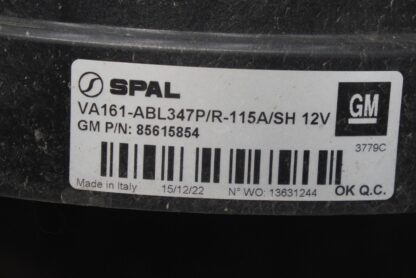 SPAL
VA161-ABL347P/R-115A/SH 12V
GM P/N: 85615854
GM
3779C
Made in Italy 15/12/22 N° WO: 13631244 OK Q.C.